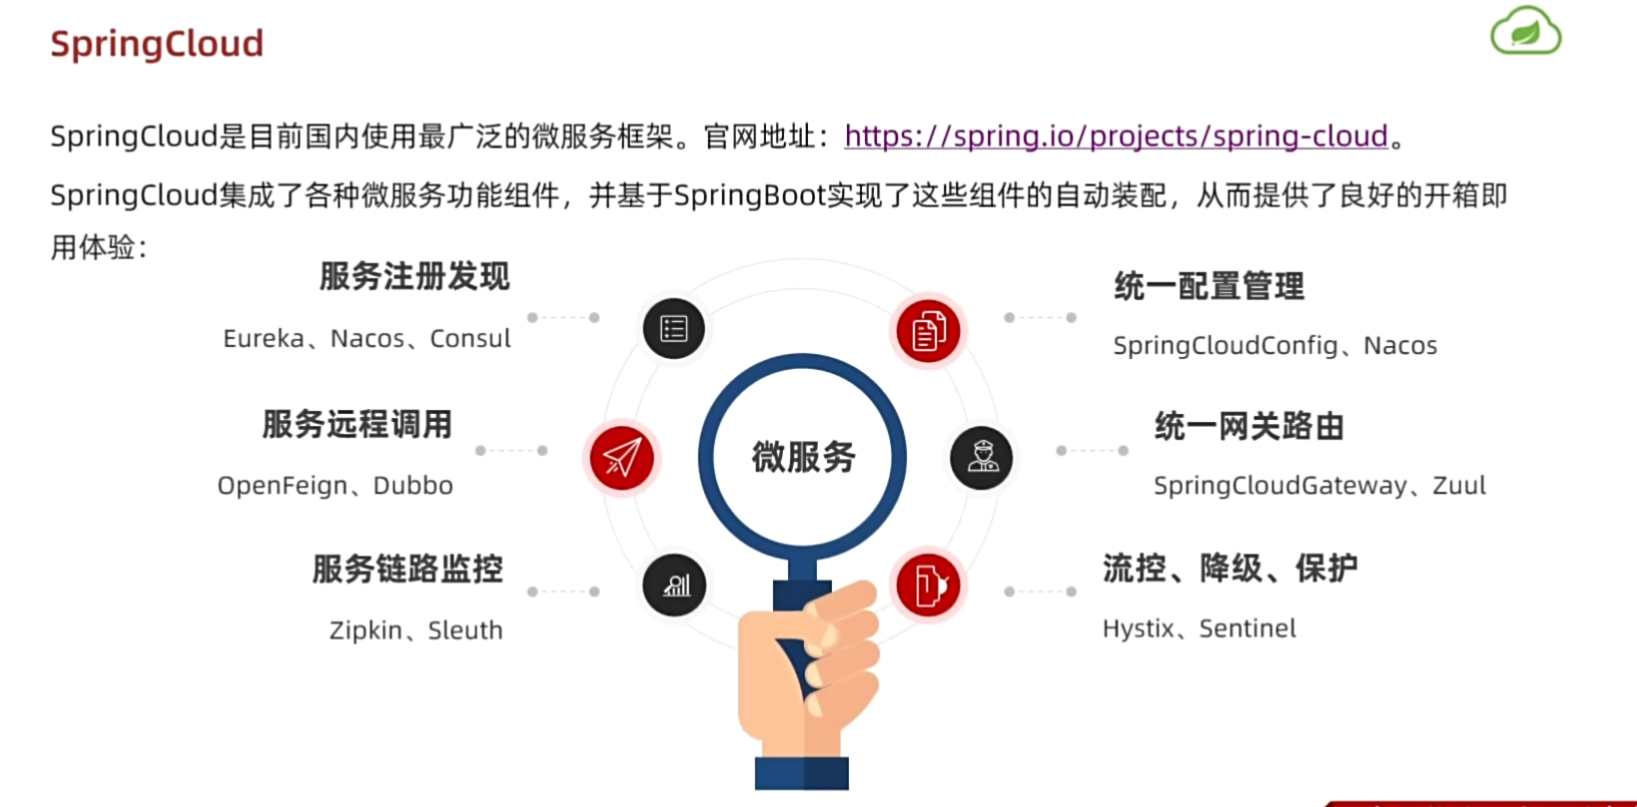 SpringCloud
SpringCloud是目前国内使用最广泛的微服务框架。官网地址：https://spring.io/projects/spring-cloud。
SpringCloud集成了各种微服务功能组件，并基于SpringBoot实现了这些组件的自动装配，从而提供了良好的开箱即
用体验：
服务注册发现
Eureka、Nacos、Consul
统一配置管理
SpringCloudConfig、Nacos
服务远程调用
OpenFeign、Dubbo
微服务
统一网关路由
SpringCloudGateway、Zuul
服务链路监控
Zipkin、Sleuth
流控、降级、保护
Hystix、Sentinel